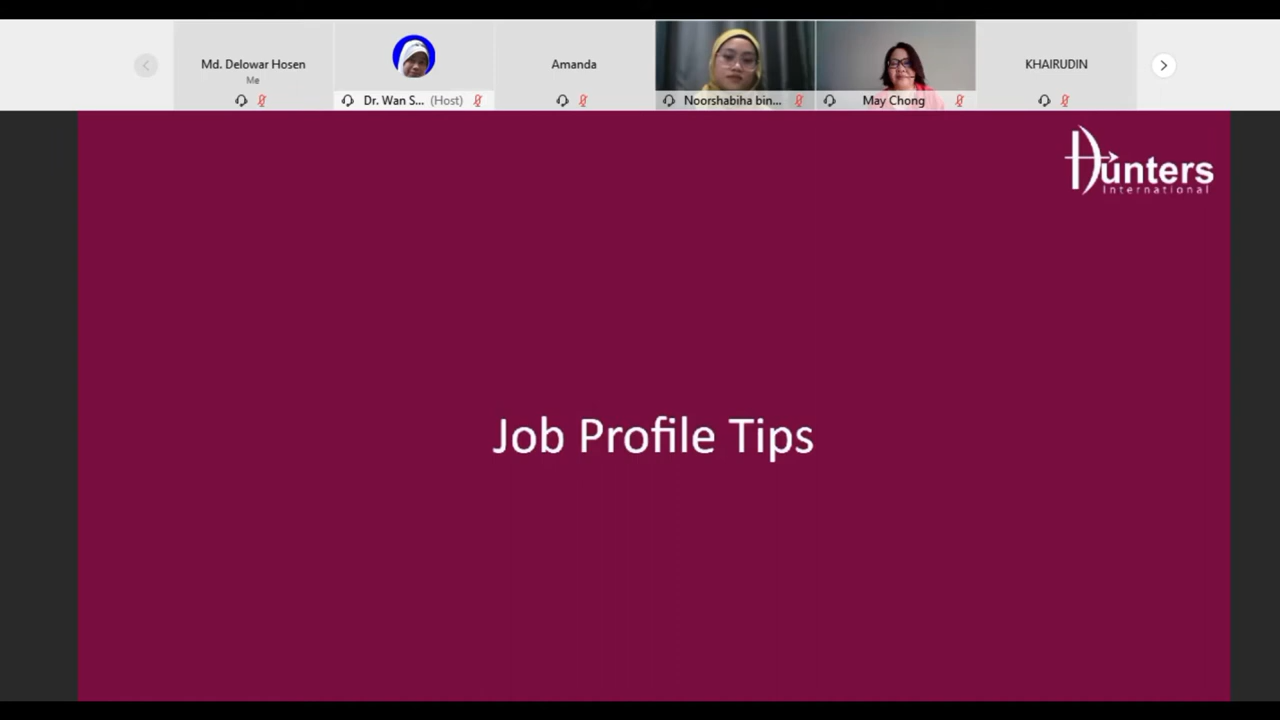 Md. Delowar Hosen
Me
Dr. Wan S... (Host)
Amanda
Noorshabiha bin...
May Chong
KHAIRUDIN
Hunters
International
Job Profile Tips